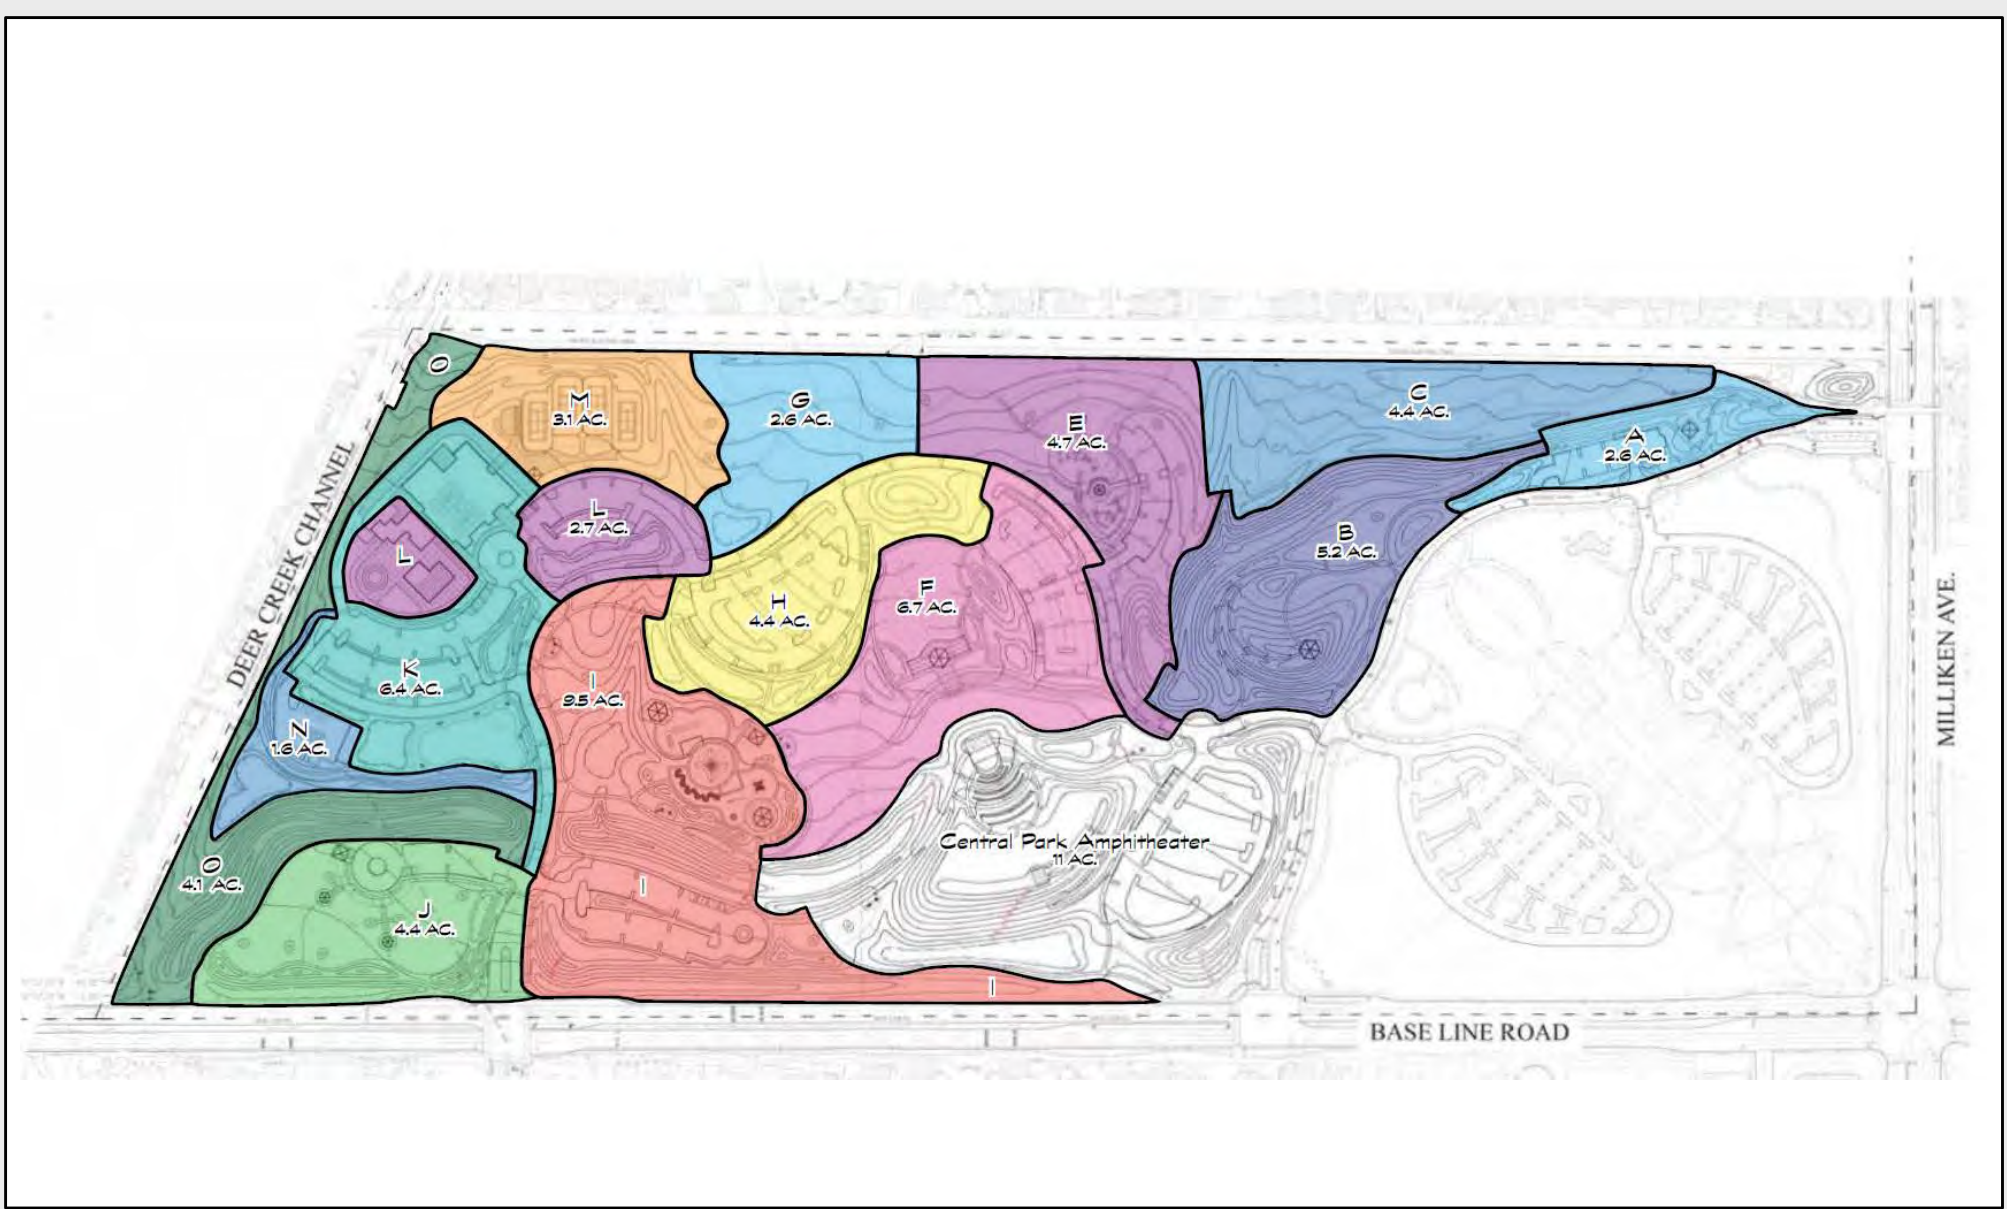 O
M
3.1 AC.
G
2.6 AC.
C
4.4 AC.
E
4.7 AC.
A
2.6 AC.
L
2.7 AC.
B
5.2 AC.
L
DEER CREEK CHANNEL
H
4.4 AC.
F
6.7 AC.
MILLIKEN AVE.
K
6.4 AC.
I
9.5 AC.
N
1.6 AC.
Central Park Amphitheater
11 AC.
O
4.1 AC.
I
J
4.4 AC.
I
BASE LINE ROAD